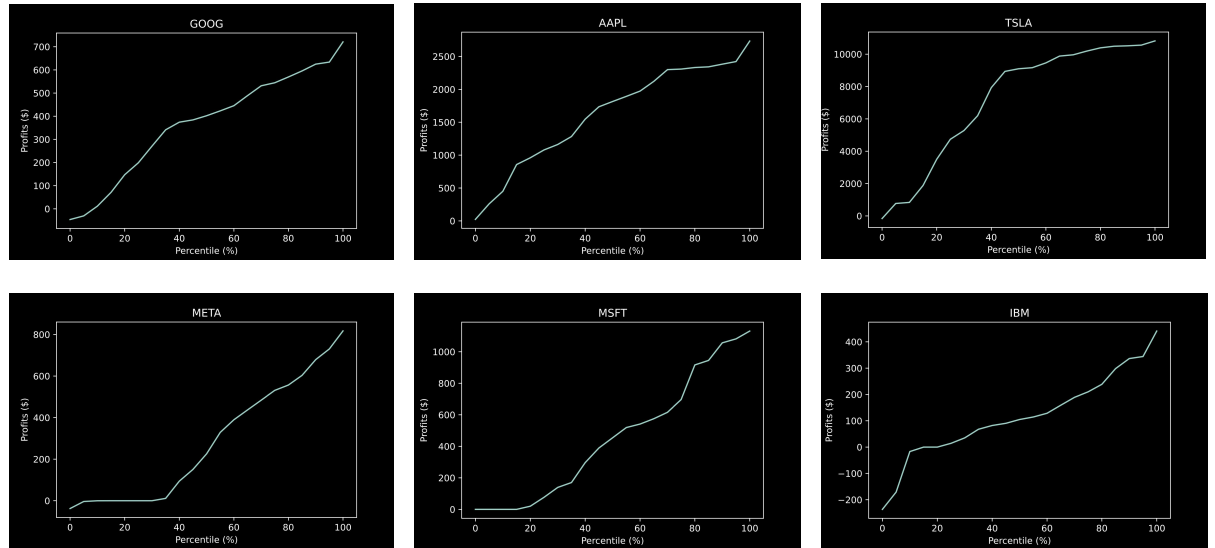 GOOG
700
600
500
400
300
200
100
0
Profits ($)
0 20 40 60 80 100
Percentile (%)
AAPL
2500
2000
1500
1000
500
0
Profits ($)
0 20 40 60 80 100
Percentile (%)
TSLA
10000
8000
6000
4000
2000
0
Profits ($)
0 20 40 60 80 100
Percentile (%)
META
800
600
400
200
0
Profits ($)
0 20 40 60 80 100
Percentile (%)
MSFT
1000
800
600
400
200
0
Profits ($)
0 20 40 60 80 100
Percentile (%)
IBM
400
300
200
100
0
−100
−200
Profits ($)
0 20 40 60 80 100
Percentile (%)